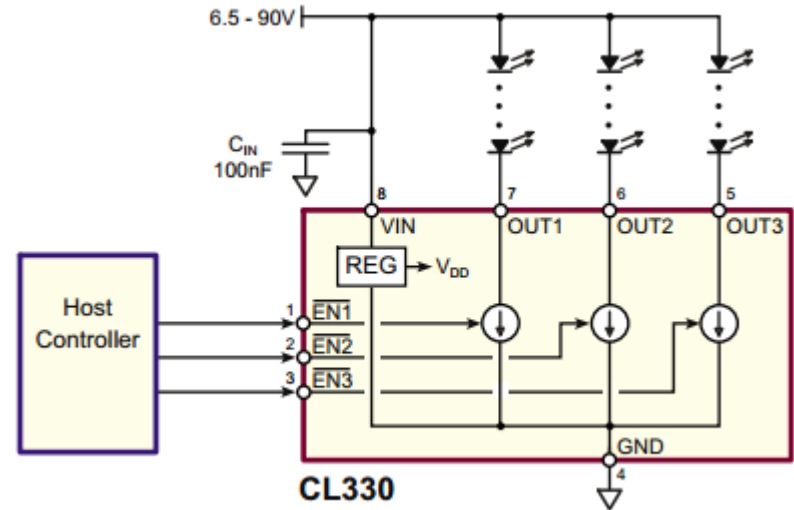 6.5 - 90V
CIN
100nF
8
7
6
5
VIN
OUT1
OUT2
OUT3
REG
VDD
Host
Controller
1
EN1
2
EN2
3
EN3
GND
4
CL330